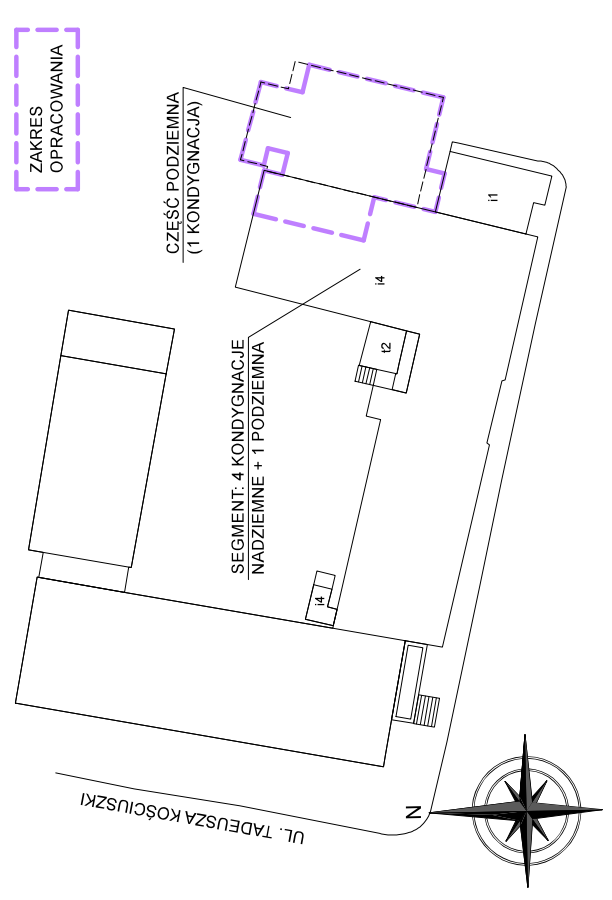 ZAKRES
OPRACOWANIA
CZĘŚĆ PODZIEMNA
(1 KONDYGNACJA)
i1
i4
t2
SEGMENT: 4 KONDYGNACJE
NADZIEMNE + 1 PODZIEMNA
i4
UL. TADEUSZA KOŚCIUSZKI
N